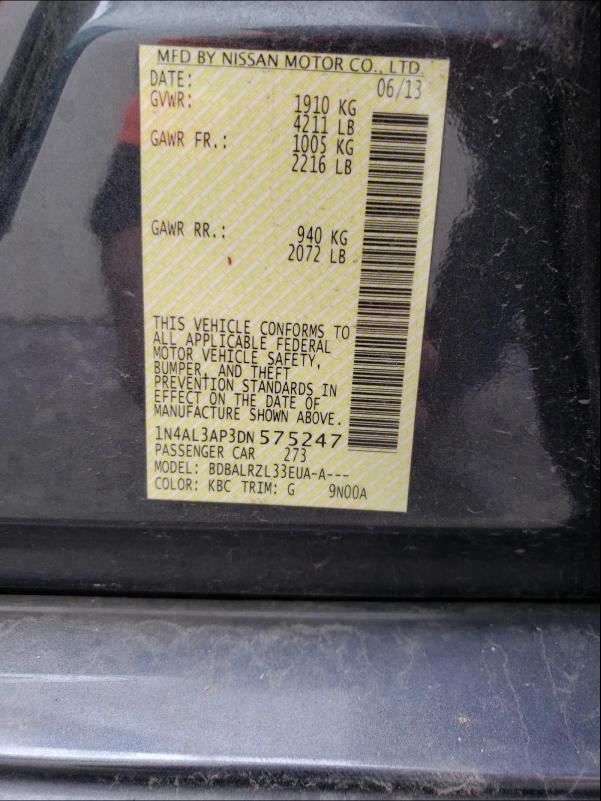 MFD BY NISSAN MOTOR CO., LTD.
DATE: 06/13
GVWR: 1910 KG
4211 LB
GAWR FR.: 1005 KG
2216 LB
GAWR RR.: 940 KG
2072 LB
THIS VEHICLE CONFORMS TO
ALL APPLICABLE FEDERAL
MOTOR VEHICLE SAFETY,
BUMPER, AND THEFT
PREVENTION STANDARDS IN
EFFECT ON THE DATE OF
MANUFACTURE SHOWN ABOVE.
1N4AL3AP3DN575247
PASSENGER CAR 273
MODEL: BDBALRZL33EUA-A---
COLOR: KBC TRIM: G 9N00A